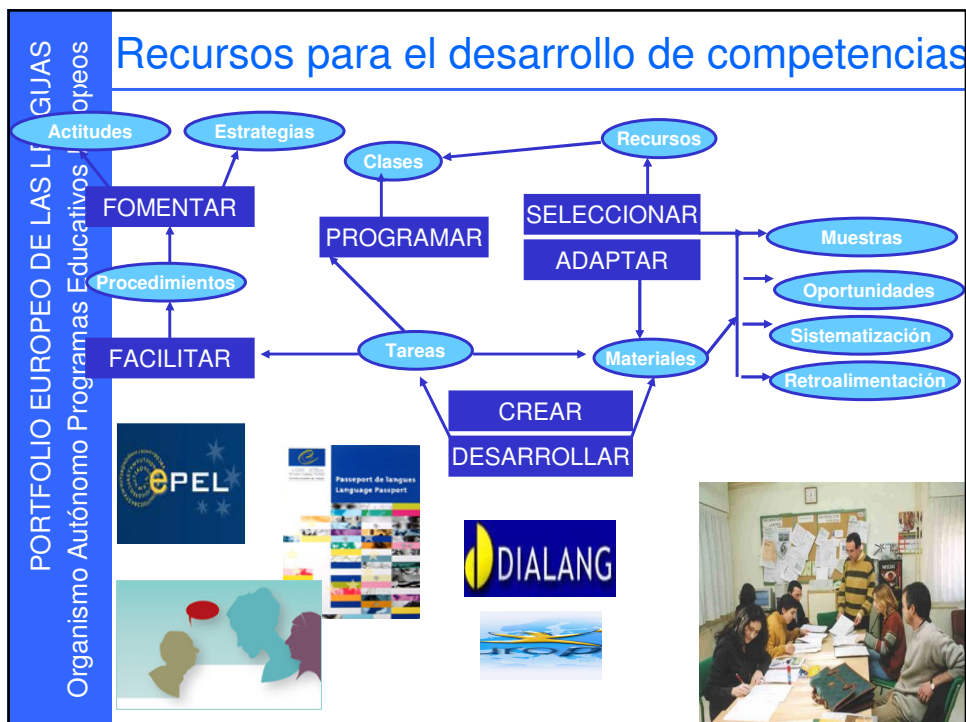 Recursos para el desarrollo de competencias
PORTFOLIO EUROPEO DE LAS LENGUAS
Organismo Autónomo Programas Educativos Europeos
Actitudes
Estrategias
Clases
Recursos
FOMENTAR
PROGRAMAR
SELECCIONAR
ADAPTAR
Muestras
Procedimientos
Oportunidades
FACILITAR
Tareas
Materiales
Sistematización
Retroalimentación
CREAR
DESARROLLAR
ePEL
Passeport de langues
Language Passport
DIALANG